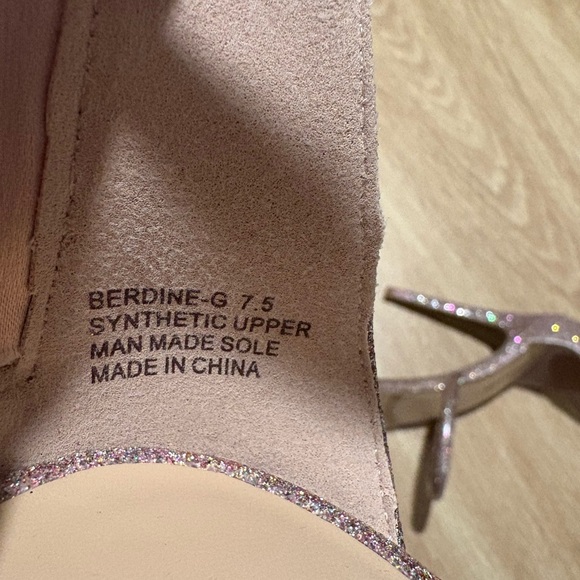 BERDINE-G 7.5
SYNTHETIC UPPER
MAN MADE SOLE
MADE IN CHINA